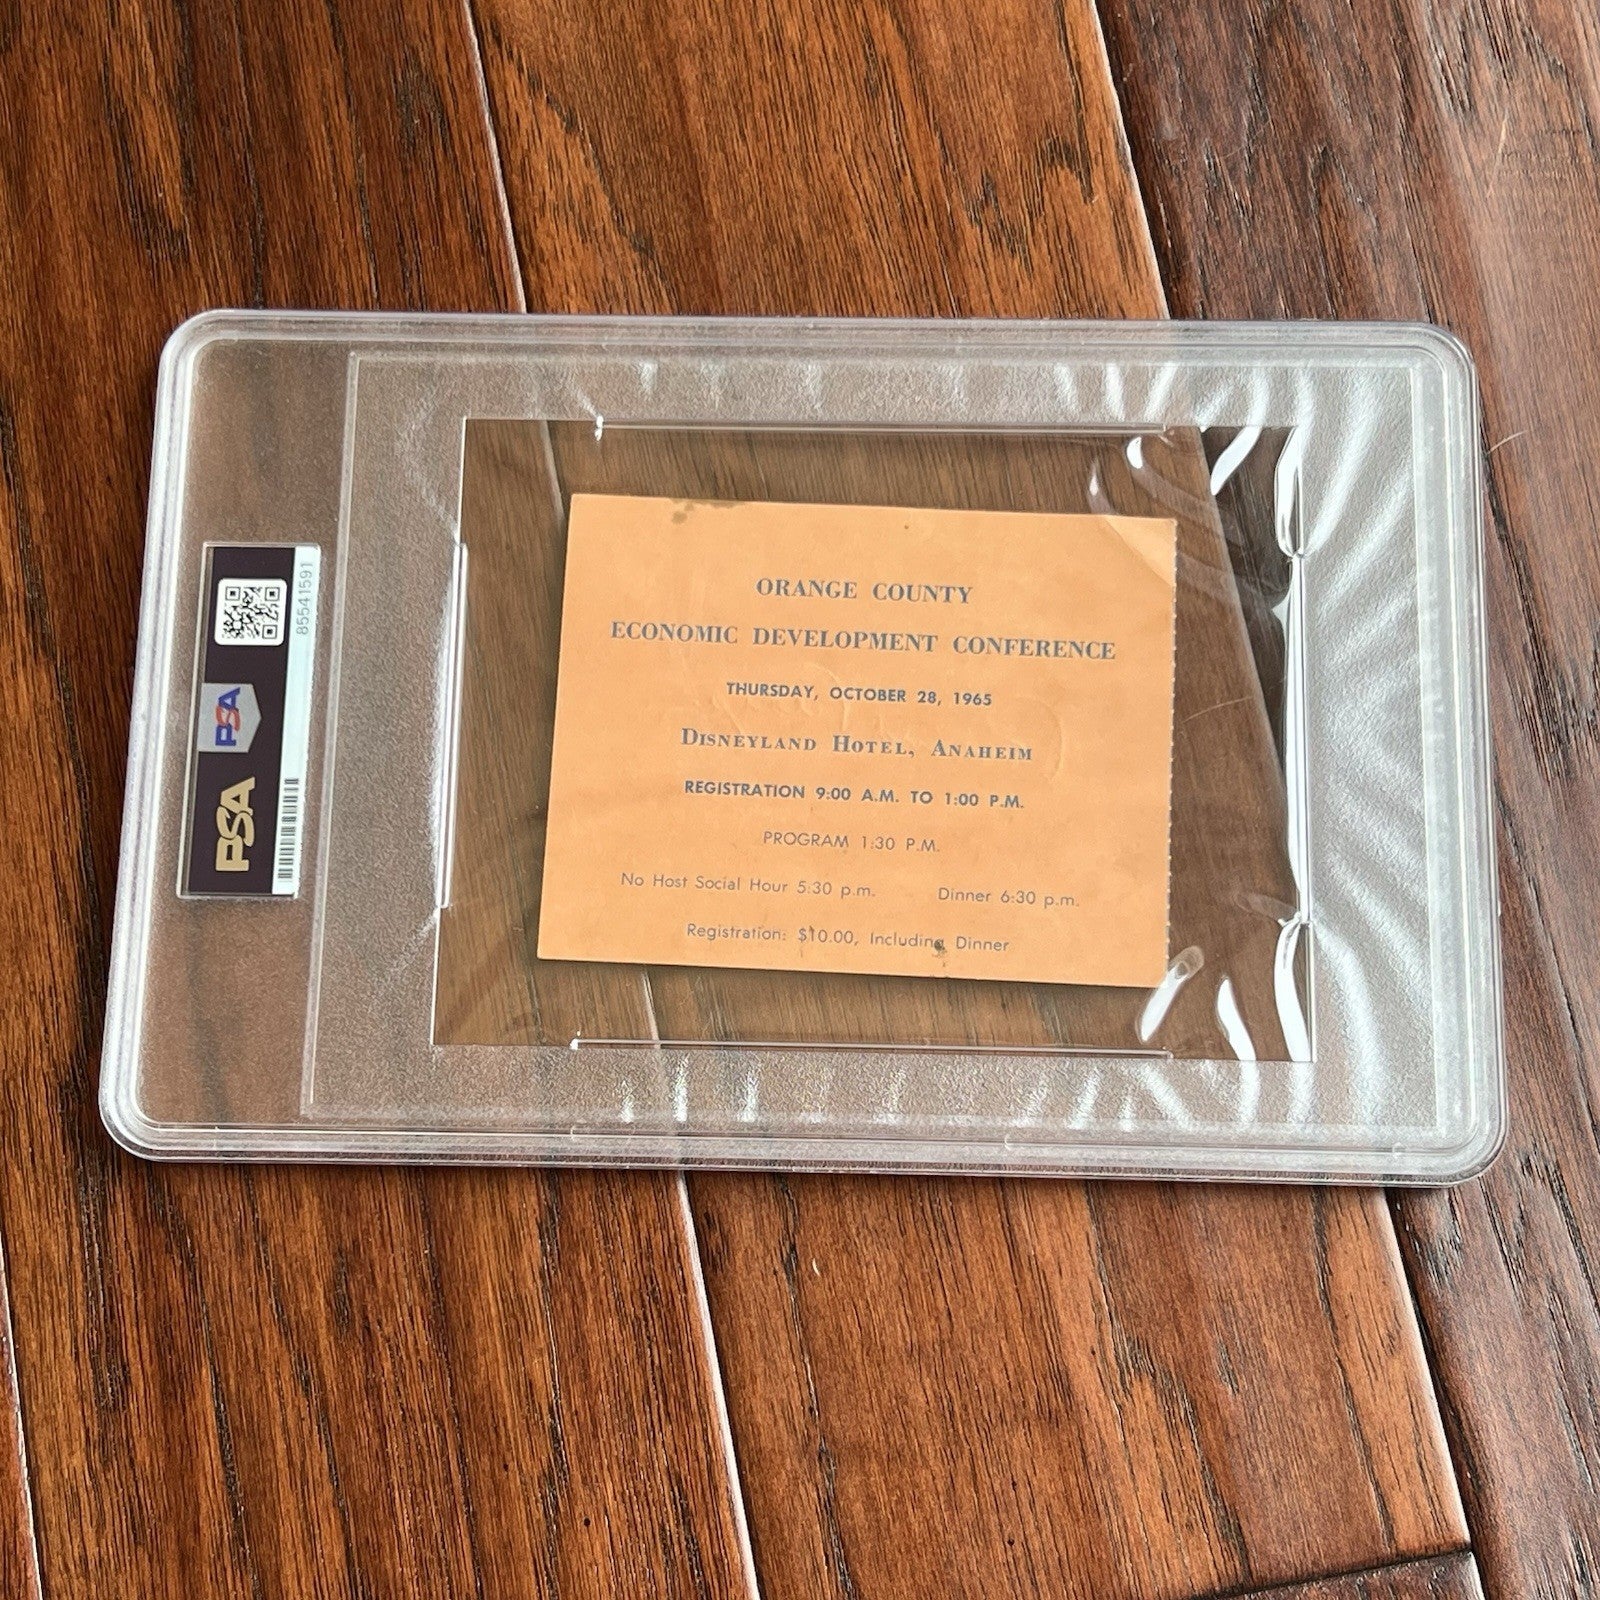 ORANGE COUNTY
ECONOMIC DEVELOPMENT CONFERENCE
THURSDAY, OCTOBER 28, 1965
DISNEYLAND HOTEL, ANAHEIM
REGISTRATION 9:00 A.M. TO 1:00 P.M.
PROGRAM 1:30 P.M.
No Host Social Hour 5:30 p.m. Dinner 6:30 p.m.
Registration: $10.00, Including Dinner
PSA
PSA
85541591